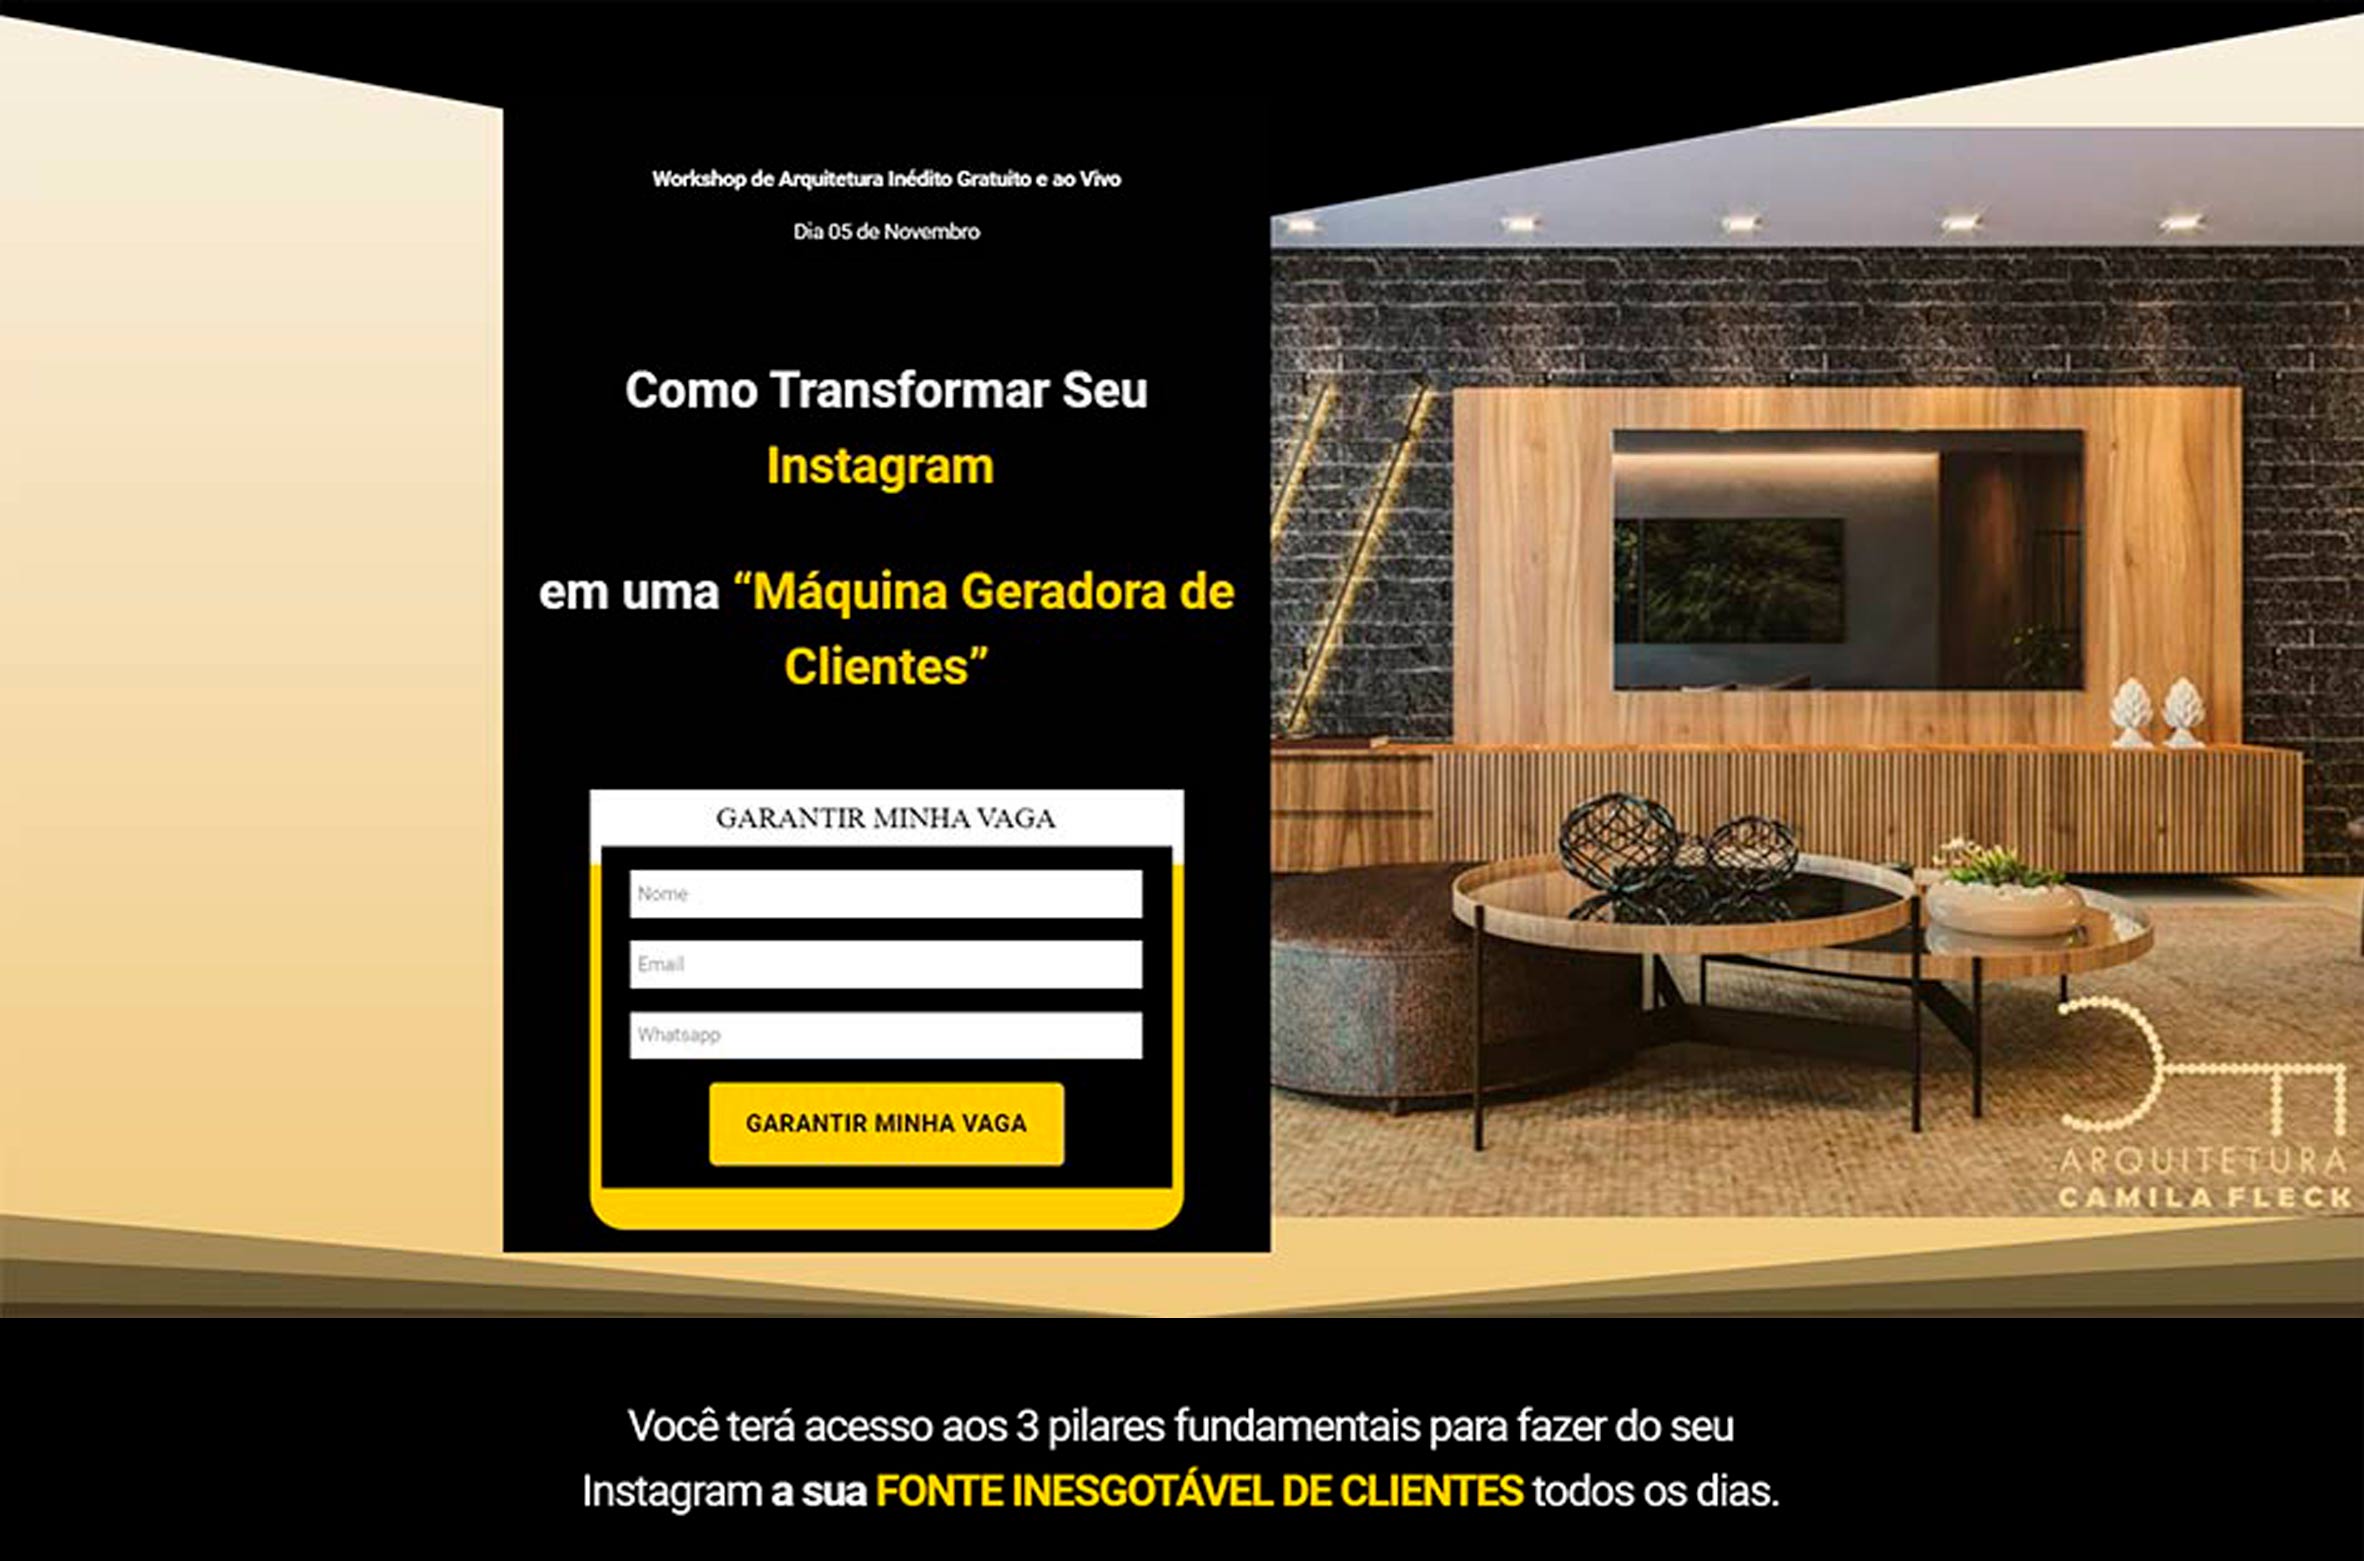 Workshop de Arquitetura Inédito Gratuito e ao Vivo
Dia 05 de Novembro
Como Transformar Seu
Instagram
em uma “Máquina Geradora de
Clientes”
GARANTIR MINHA VAGA
Nome
Email
Whatsapp
GARANTIR MINHA VAGA
ARQUITETURA
CAMILA FLECK
Você terá acesso aos 3 pilares fundamentais para fazer do seu
Instagram a sua FONTE INESGOTÁVEL DE CLIENTES todos os dias.